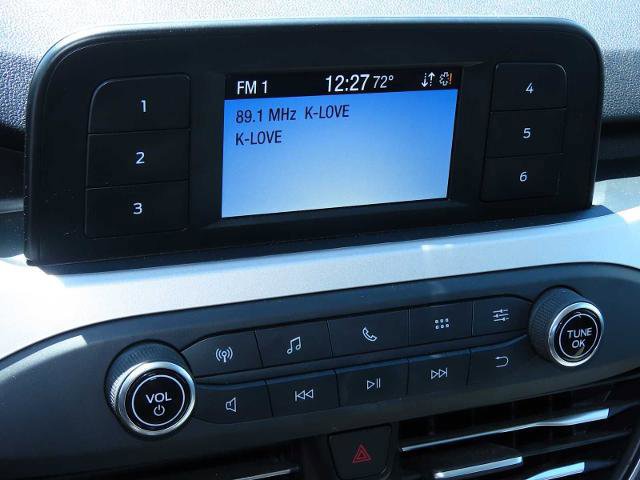 FM 1 12:27 72°
89.1 MHz K-LOVE
K-LOVE
1
2
3
4
5
6
VOL
TUNE
OK